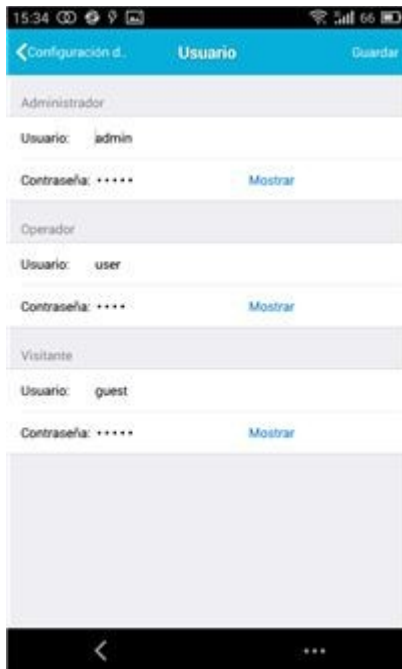 15:34 66
Configuración d.. Usuario Guardar
Administrador
Usuario: admin
Contraseña: ••••• Mostrar
Operador
Usuario: user
Contraseña: •••• Mostrar
Visitante
Usuario: guest
Contraseña: ••••• Mostrar